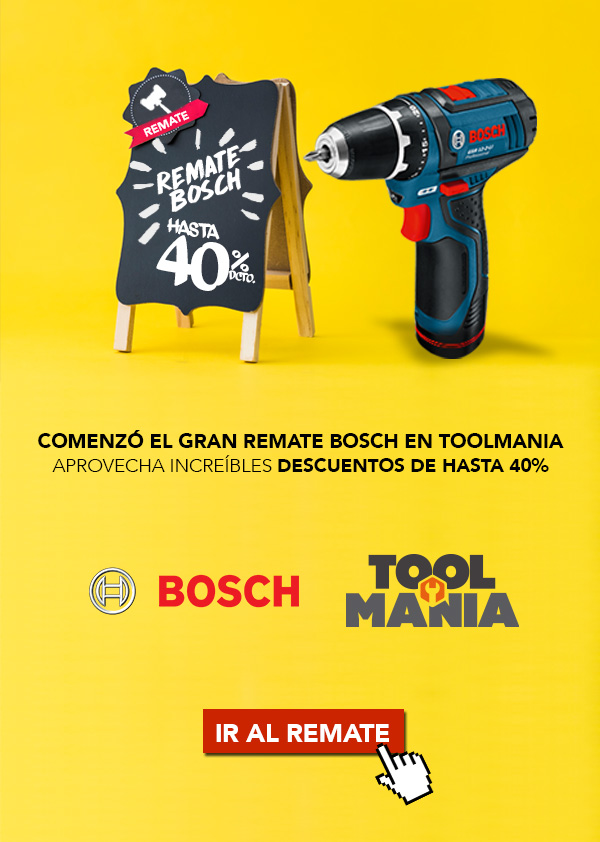 REMATE
REMATE
BOSCH
HASTA
40%
DCTO.
BOSCH
Professional
COMENZÓ EL GRAN REMATE BOSCH EN TOOLMANIA
APROVECHA INCREÍBLES DESCUENTOS DE HASTA 40%
BOSCH
TOOL
MANIA
IR AL REMATE